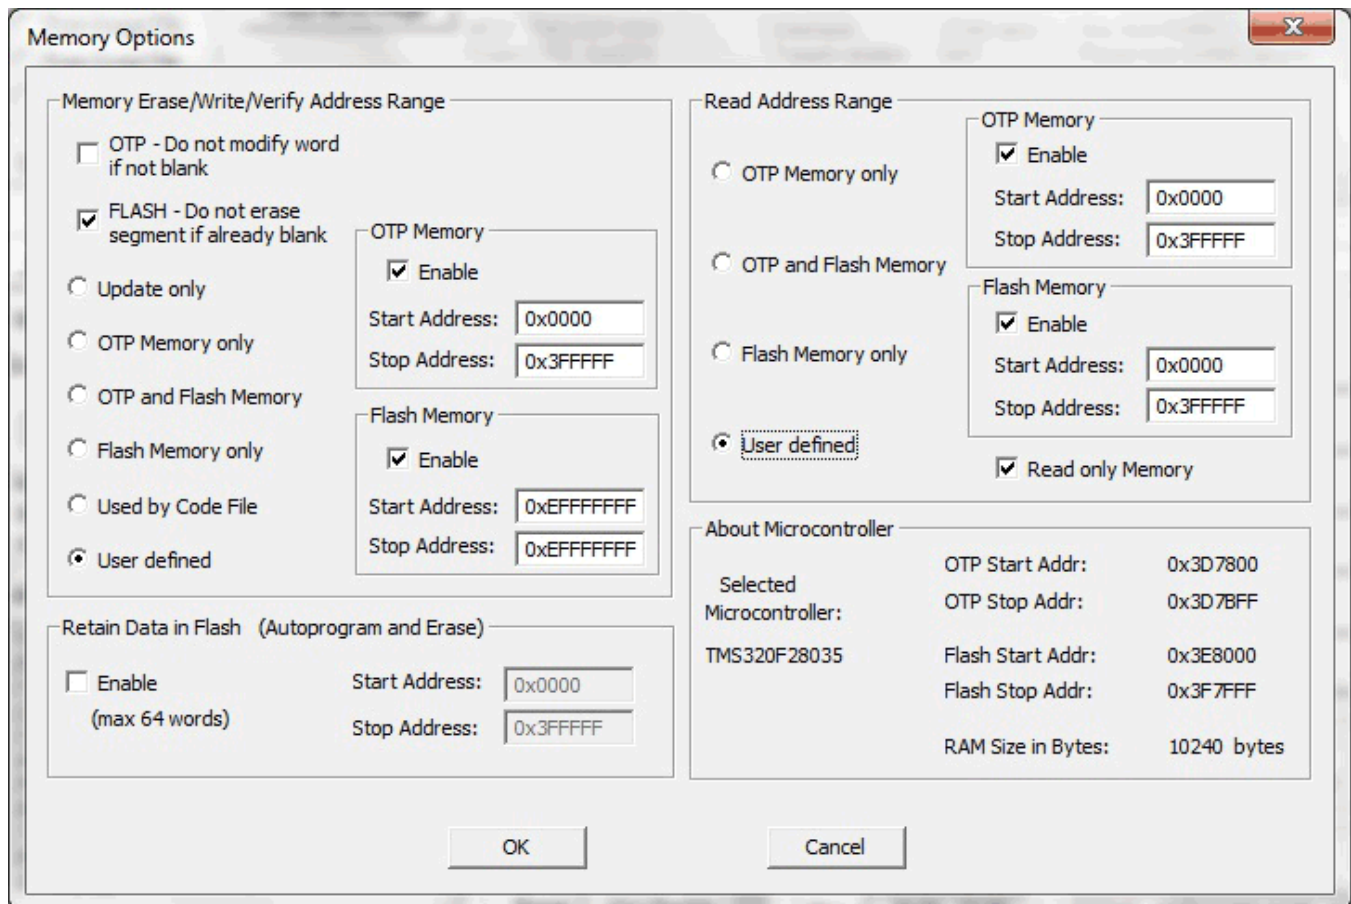 Memory Options
Memory Erase/Write/Verify Address Range
OTP - Do not modify word
if not blank
FLASH - Do not erase
segment if already blank
Update only
OTP Memory only
OTP and Flash Memory
Flash Memory only
Used by Code File
User defined
OTP Memory
Enable
Start Address: 0x0000
Stop Address: 0x3FFFFF
Flash Memory
Enable
Start Address: 0xEFFFFFFF
Stop Address: 0xEFFFFFFF
Retain Data in Flash (Autoprogram and Erase)
Enable
(max 64 words)
Start Address: 0x0000
Stop Address: 0x3FFFFF
Read Address Range
OTP Memory only
OTP and Flash Memory
Flash Memory only
User defined
OTP Memory
Enable
Start Address: 0x0000
Stop Address: 0x3FFFFF
Flash Memory
Enable
Start Address: 0x0000
Stop Address: 0x3FFFFF
Read only Memory
About Microcontroller
Selected
Microcontroller:
TMS320F28035
OTP Start Addr: 0x3D7800
OTP Stop Addr: 0x3D7BFF
Flash Start Addr: 0x3E8000
Flash Stop Addr: 0x3F7FFF
RAM Size in Bytes: 10240 bytes
OK
Cancel